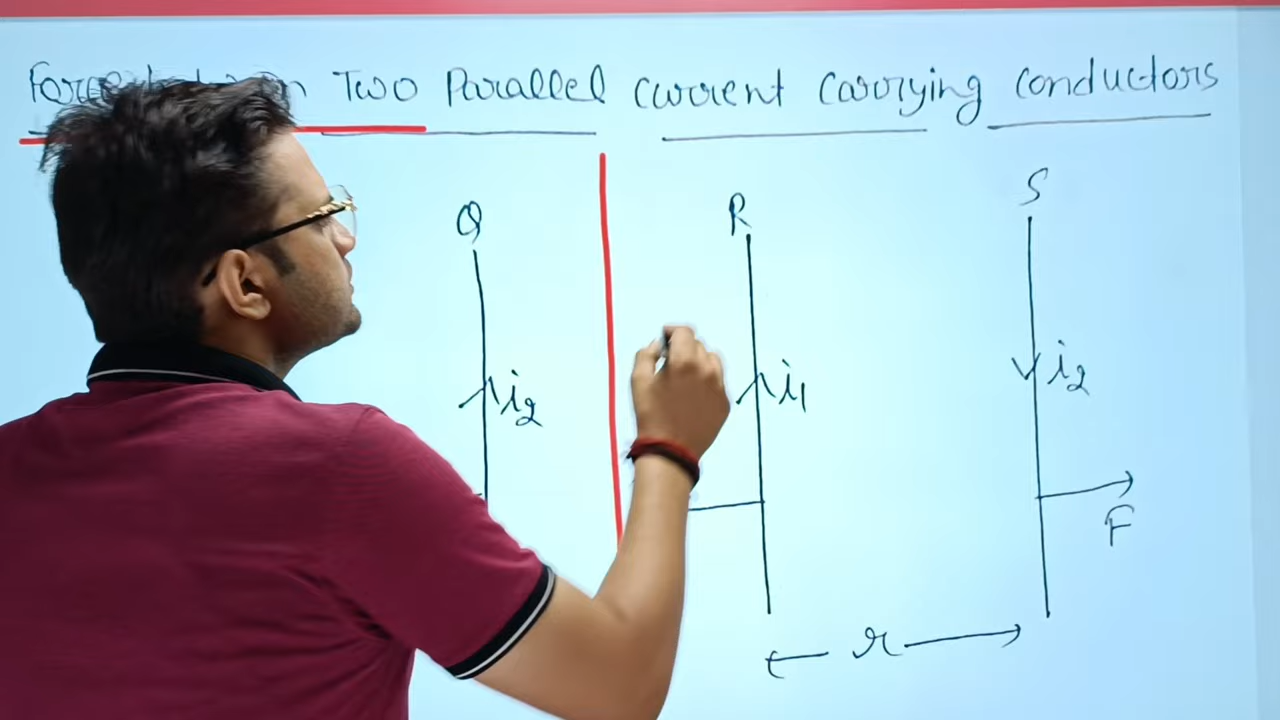 Two Parallel current carrying conductors
Q
R
S
i2
i1
i2
F
r